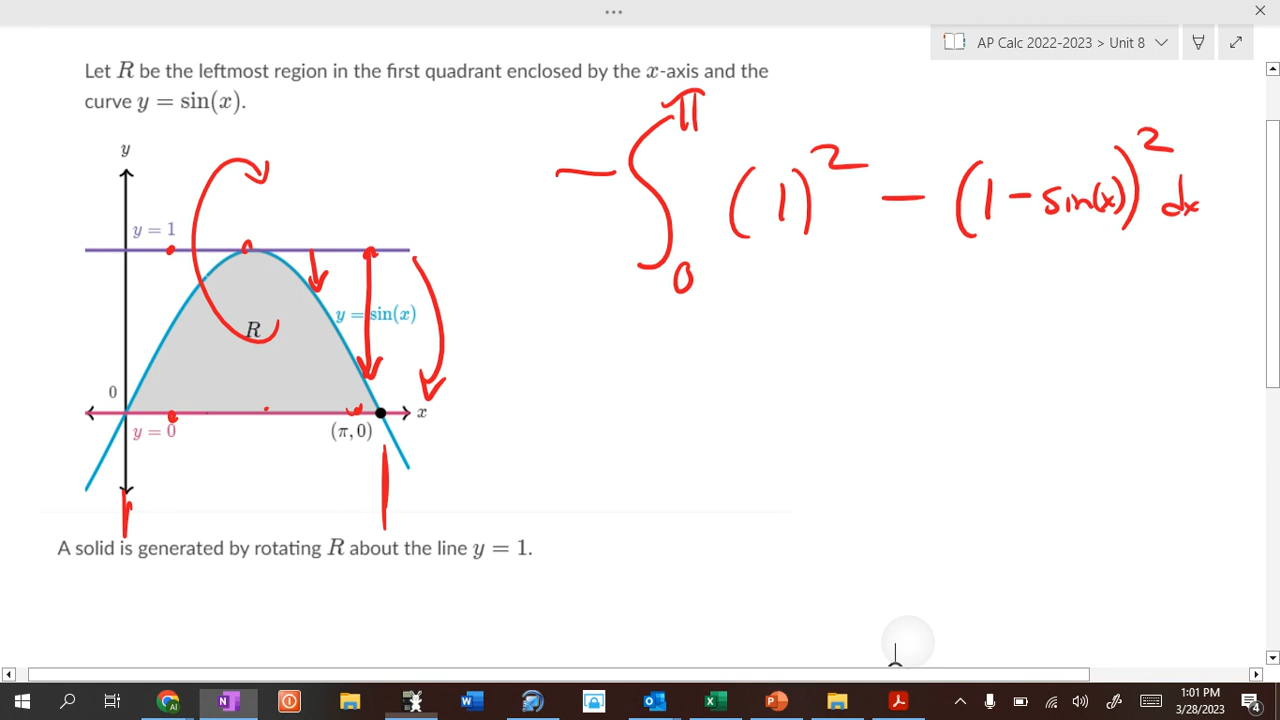 AP Calc 2022-2023 > Unit 8
Let R be the leftmost region in the first quadrant enclosed by the x-axis and the
curve y = sin(x).
y
y = 1
R
y = sin(x)
0
x
y = 0
(π, 0)
∫ π 0 (1)² − (1 − sin(x))² dx
A solid is generated by rotating R about the line y = 1.
1:01 PM
3/28/2023
4